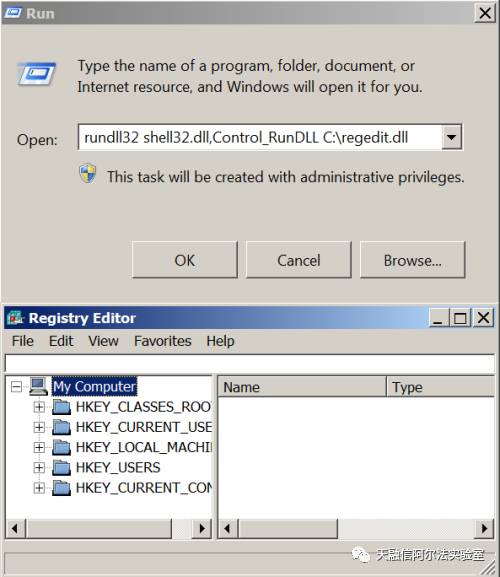 Run
Type the name of a program, folder, document, or
Internet resource, and Windows will open it for you.
Open:
rundll32 shell32.dll,Control_RunDLL C:\regedit.dll
This task will be created with administrative privileges.
OK
Cancel
Browse...
Registry Editor
File Edit View Favorites Help
My Computer
Name Type
HKEY_CLASSES_ROO
HKEY_CURRENT_USE
HKEY_LOCAL_MACHI
HKEY_USERS
HKEY_CURRENT_CON
天融信阿尔法实验室